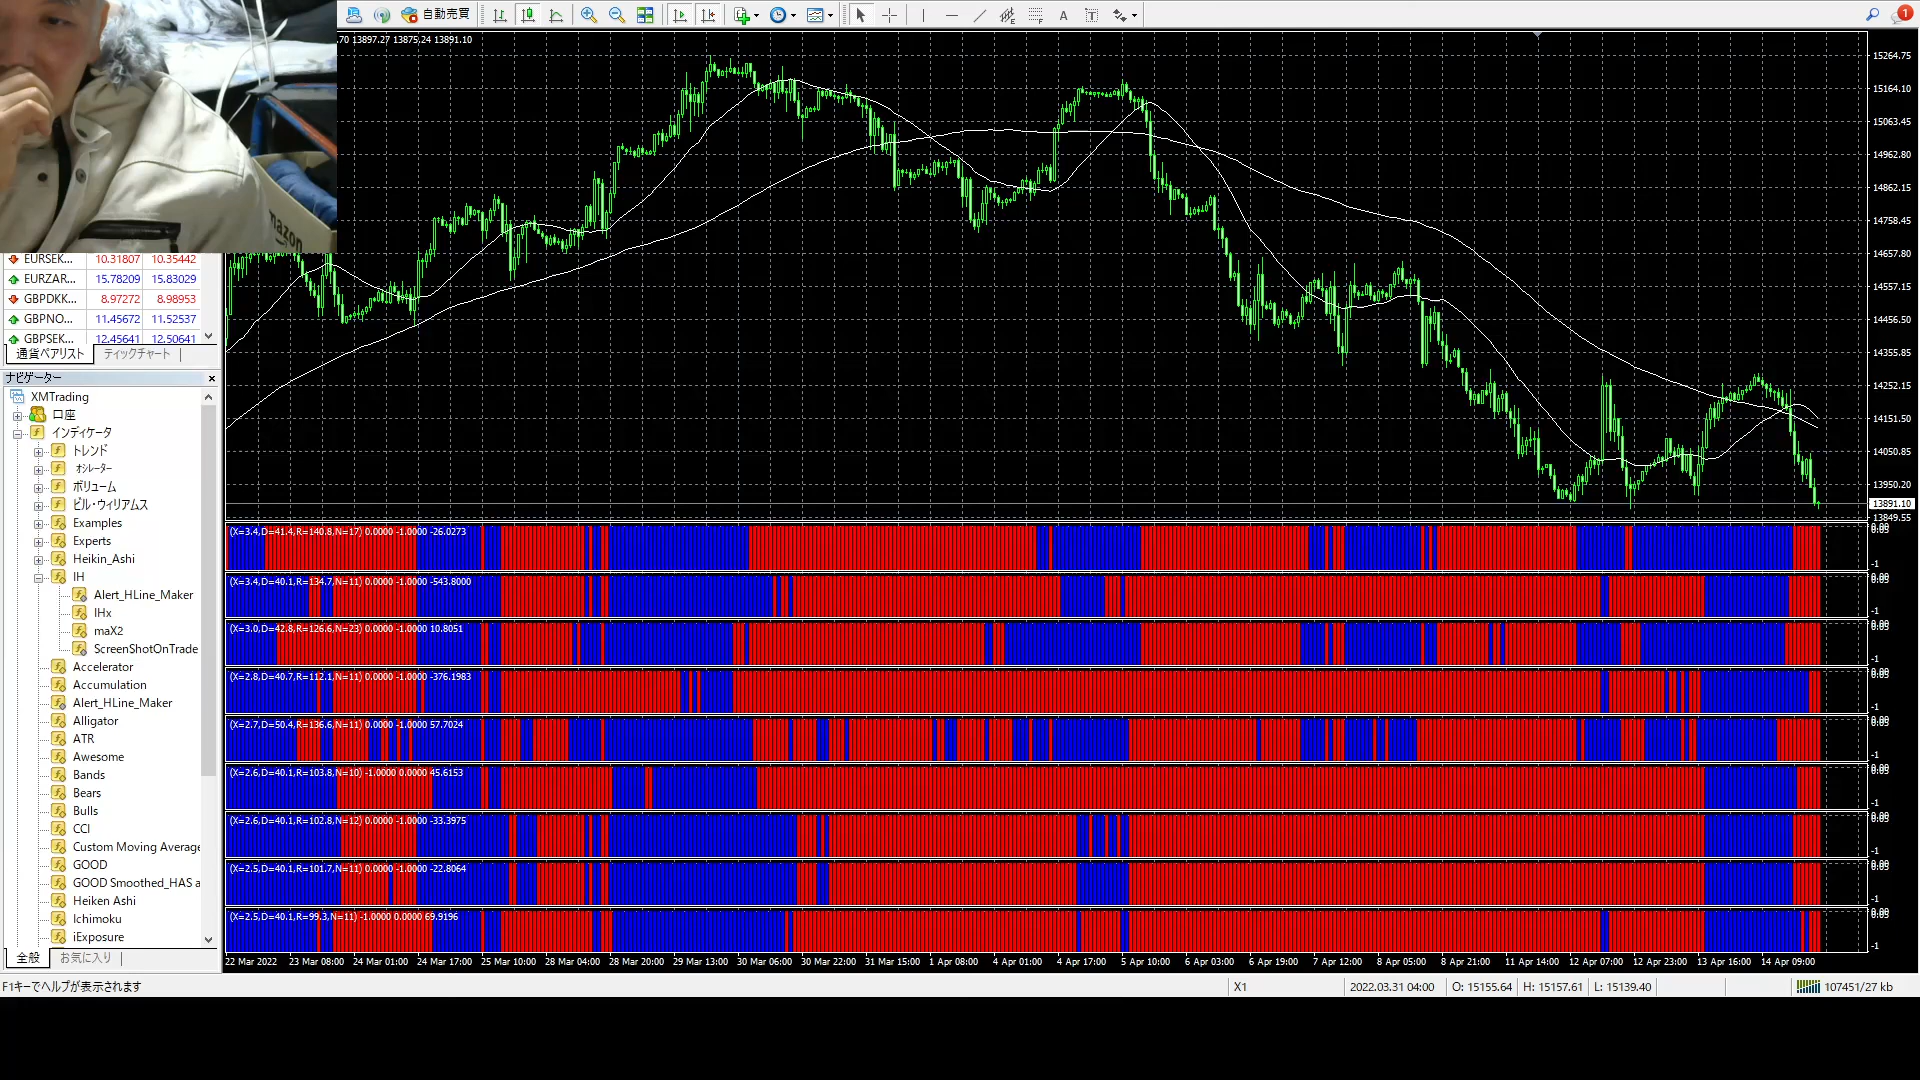 自動売買
1
.70 13897.27 13875.24 13891.10
amazon
EURSEK... 10.31807 10.35442
EURZAR... 15.78209 15.83029
GBPDKK... 8.97272 8.98953
GBPNO... 11.45672 11.52537
GBPSEK... 12.45641 12.50641
通貨ペアリスト ティックチャート
ナビゲーター
XMTrading
口座
インディケータ
トレンド
オシレーター
ボリューム
ビル・ウィリアムス
Examples
Experts
Heikin_Ashi
IH
Alert_HLine_Maker
IHx
maX2
ScreenShotOnTrade
Accelerator
Accumulation
Alert_HLine_Maker
Alligator
ATR
Awesome
Bands
Bears
Bulls
CCI
Custom Moving Average
GOOD
GOOD Smoothed_HAS a
Heiken Ashi
Ichimoku
iExposure
全般 お気に入り
15264.75
15164.10
15063.45
14962.80
14862.15
14758.45
14657.80
14557.15
14456.50
14355.85
14252.15
14151.50
14050.85
13950.20
13891.10
13849.55
(X=3.4,D=41.4,R=140.8,N=17) 0.0000 -1.0000 -26.0273
-1
(X=3.4,D=40.1,R=134.7,N=11) 0.0000 -1.0000 -543.8000
-1
(X=3.0,D=42.8,R=126.6,N=23) 0.0000 -1.0000 10.8051
-1
(X=2.8,D=40.7,R=112.1,N=11) 0.0000 -1.0000 -376.1983
-1
(X=2.7,D=50.4,R=136.6,N=11) 0.0000 -1.0000 57.7024
-1
(X=2.6,D=40.1,R=103.8,N=10) -1.0000 0.0000 45.6153
-1
(X=2.6,D=40.1,R=102.8,N=12) 0.0000 -1.0000 -33.3975
-1
(X=2.5,D=40.1,R=101.7,N=11) 0.0000 -1.0000 -22.8064
-1
(X=2.5,D=40.1,R=99.3,N=11) -1.0000 0.0000 69.9196
-1
22 Mar 2022 23 Mar 08:00 24 Mar 01:00 24 Mar 17:00 25 Mar 10:00 28 Mar 04:00 28 Mar 20:00 29 Mar 13:00 30 Mar 06:00 30 Mar 22:00 31 Mar 15:00 1 Apr 08:00 4 Apr 01:00 4 Apr 17:00 5 Apr 10:00 6 Apr 03:00 6 Apr 19:00 7 Apr 12:00 8 Apr 05:00 8 Apr 21:00 11 Apr 14:00 12 Apr 07:00 12 Apr 23:00 13 Apr 16:00 14 Apr 09:00
F1キーでヘルプが表示されます X1 2022.03.31 04:00 O: 15155.64 H: 15157.61 L: 15139.40 107451/27 kb